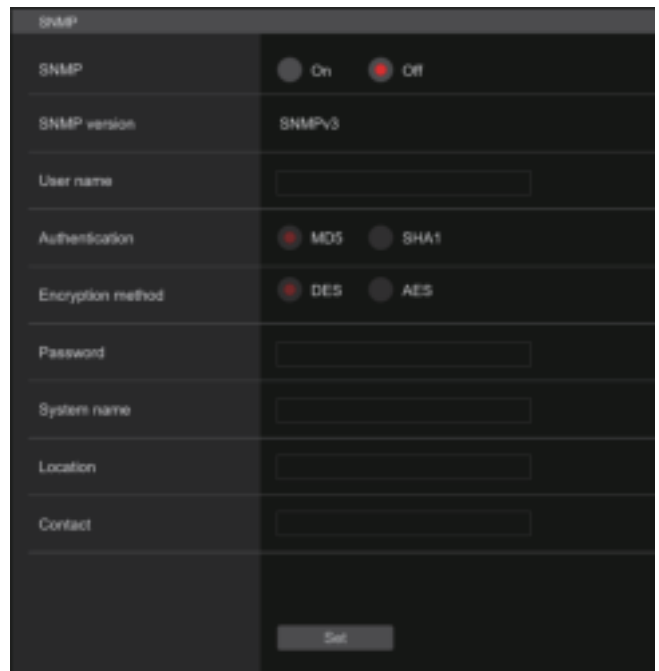 SNMP
SNMP On Off
SNMP version SNMPv3
User name
Authentication MD5 SHA1
Encryption method DES AES
Password
System name
Location
Contact
Set